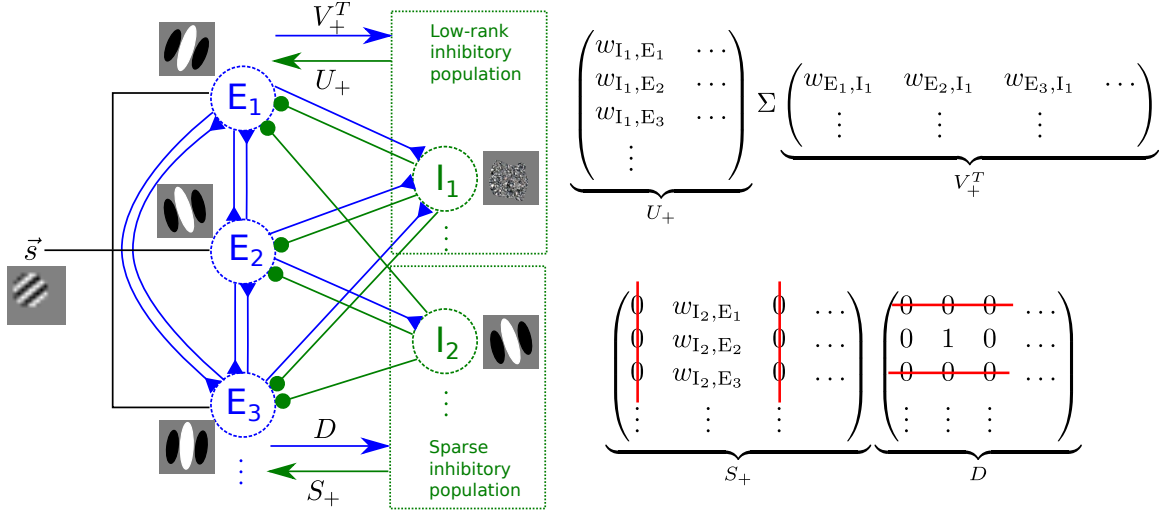 V_+^T
U_+
Low-rank
inhibitory
population
E_1
I_1
⋮
E_2
\vec{s}
I_2
⋮
E_3
D
S_+
⋮
Sparse
inhibitory
population
w_{I_1,E_1} ...
w_{I_1,E_2} ...
w_{I_1,E_3} ...
⋮
U_+
Σ
w_{E_1,I_1} w_{E_2,I_1} w_{E_3,I_1} ...
⋮ ⋮ ⋮
V_+^T
0 w_{I_2,E_1} 0 ...
0 w_{I_2,E_2} 0 ...
0 w_{I_2,E_3} 0 ...
⋮ ⋮ ⋮
S_+
0 0 0 ...
0 1 0 ...
0 0 0 ...
⋮ ⋮ ⋮
D